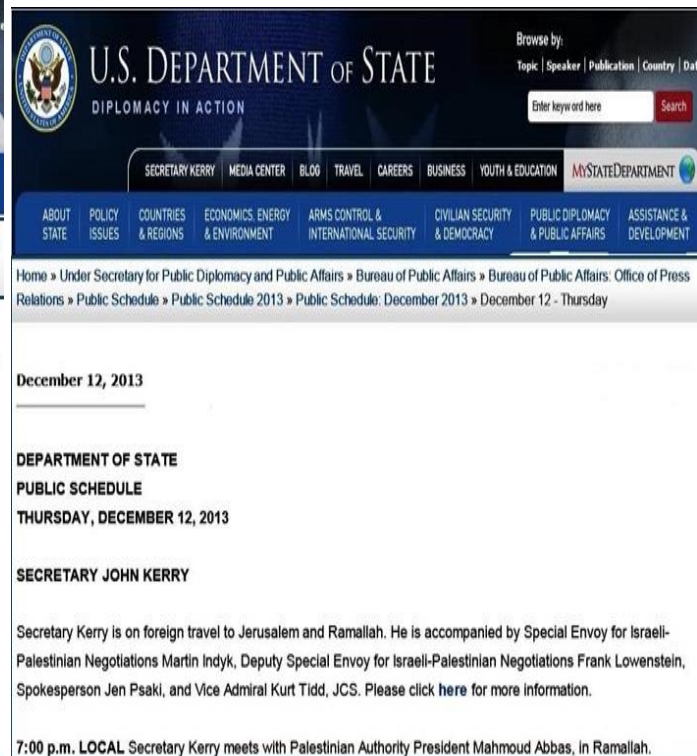 U.S. DEPARTMENT OF STATE
DIPLOMACY IN ACTION
Browse by:
Topic | Speaker | Publication | Country | Dat
Enter keyword here
Search
SECRETARY KERRY MEDIA CENTER BLOG TRAVEL CAREERS BUSINESS YOUTH & EDUCATION MYSTATEDEPARTMENT
ABOUT STATE
POLICY ISSUES
COUNTRIES & REGIONS
ECONOMICS, ENERGY & ENVIRONMENT
ARMS CONTROL & INTERNATIONAL SECURITY
CIVILIAN SECURITY & DEMOCRACY
PUBLIC DIPLOMACY & PUBLIC AFFAIRS
ASSISTANCE & DEVELOPMENT
Home » Under Secretary for Public Diplomacy and Public Affairs » Bureau of Public Affairs » Bureau of Public Affairs: Office of Press
Relations » Public Schedule » Public Schedule 2013 » Public Schedule: December 2013 » December 12 - Thursday
December 12, 2013
DEPARTMENT OF STATE
PUBLIC SCHEDULE
THURSDAY, DECEMBER 12, 2013
SECRETARY JOHN KERRY
Secretary Kerry is on foreign travel to Jerusalem and Ramallah. He is accompanied by Special Envoy for Israeli-
Palestinian Negotiations Martin Indyk, Deputy Special Envoy for Israeli-Palestinian Negotiations Frank Lowenstein,
Spokesperson Jen Psaki, and Vice Admiral Kurt Tidd, JCS. Please click here for more information.
7:00 p.m. LOCAL Secretary Kerry meets with Palestinian Authority President Mahmoud Abbas, in Ramallah.